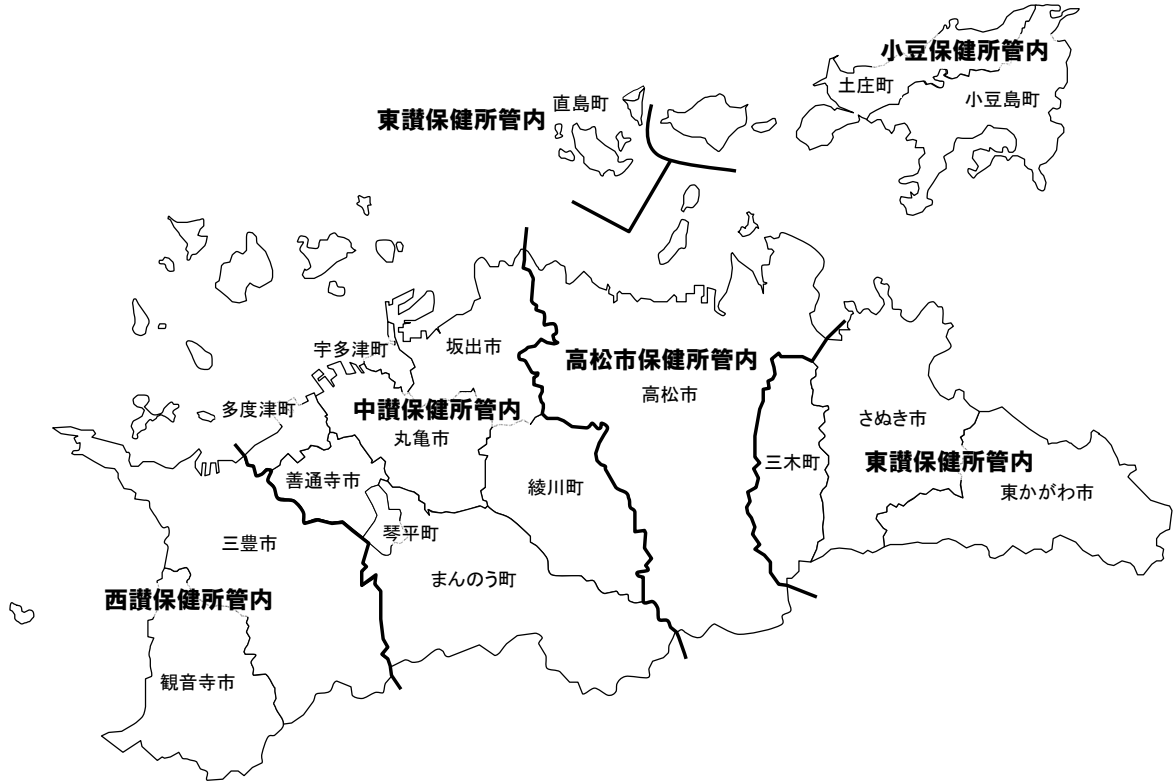 小豆保健所管内
土庄町
小豆島町
直島町
東讃保健所管内
宇多津町
坂出市
高松市保健所管内
高松市
多度津町
中讃保健所管内
丸亀市
さぬき市
三木町
東讃保健所管内
東かがわ市
善通寺市
綾川町
琴平町
三豊市
まんのう町
西讃保健所管内
観音寺市